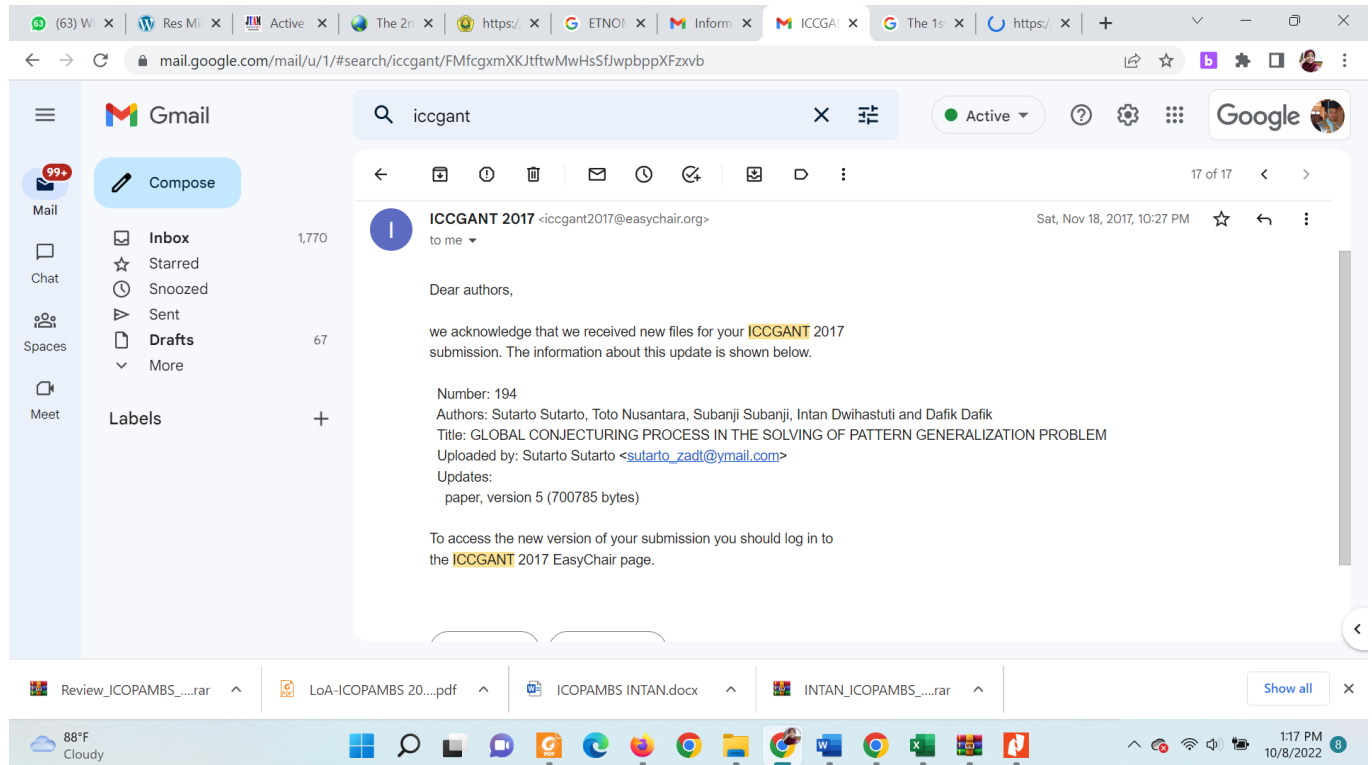 63 (63) W
Res Mi
JTAM Active
The 2n
https:/
ETNON
Inform
ICCGA
The 1s
https:/
mail.google.com/mail/u/1/#search/iccgant/FMfcgxmXKJtftwMwHsSfJwpbppXFzxvb
b
Gmail
iccgant
Active
Google
99+
Mail
Chat
Spaces
Meet
Compose
Inbox 1,770
Starred
Snoozed
Sent
Drafts 67
More
Labels
17 of 17
I
ICCGANT 2017 <iccgant2017@easychair.org>
Sat, Nov 18, 2017, 10:27 PM
to me
Dear authors,
we acknowledge that we received new files for your ICCGANT 2017
submission. The information about this update is shown below.
Number: 194
Authors: Sutarto Sutarto, Toto Nusantara, Subanji Subanji, Intan Dwihastuti and Dafik Dafik
Title: GLOBAL CONJECTURING PROCESS IN THE SOLVING OF PATTERN GENERALIZATION PROBLEM
Uploaded by: Sutarto Sutarto <sutarto_zadt@ymail.com>
Updates:
paper, version 5 (700785 bytes)
To access the new version of your submission you should log in to
the ICCGANT 2017 EasyChair page.
Review_ICOPAMBS_....rar
LoA-ICOPAMBS 20....pdf
ICOPAMBS INTAN.docx
INTAN_ICOPAMBS_....rar
Show all
88°F
Cloudy
1:17 PM
10/8/2022
8